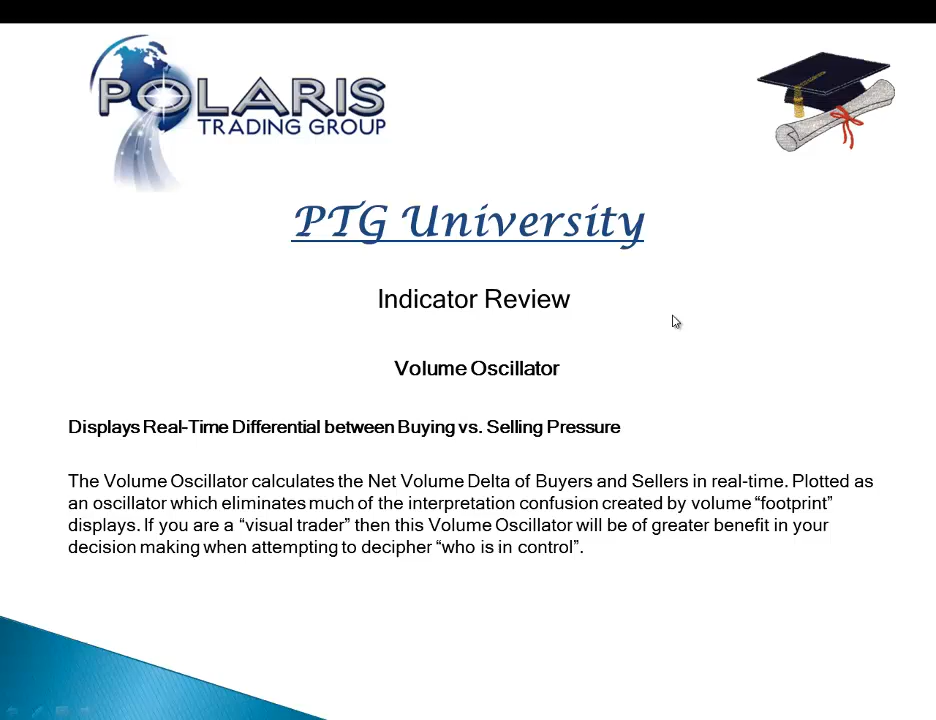 POLARIS
TRADING GROUP
PTG University
Indicator Review
Volume Oscillator
Displays Real-Time Differential between Buying vs. Selling Pressure
The Volume Oscillator calculates the Net Volume Delta of Buyers and Sellers in real-time. Plotted as
an oscillator which eliminates much of the interpretation confusion created by volume “footprint”
displays. If you are a “visual trader” then this Volume Oscillator will be of greater benefit in your
decision making when attempting to decipher “who is in control”.